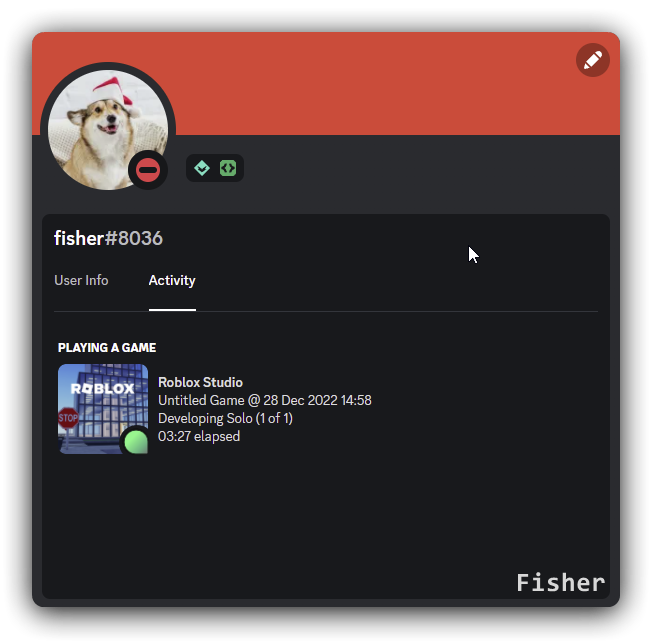 fisher#8036
User Info Activity
PLAYING A GAME
ROBLOX
STOP
Roblox Studio
Untitled Game @ 28 Dec 2022 14:58
Developing Solo (1 of 1)
03:27 elapsed
Fisher